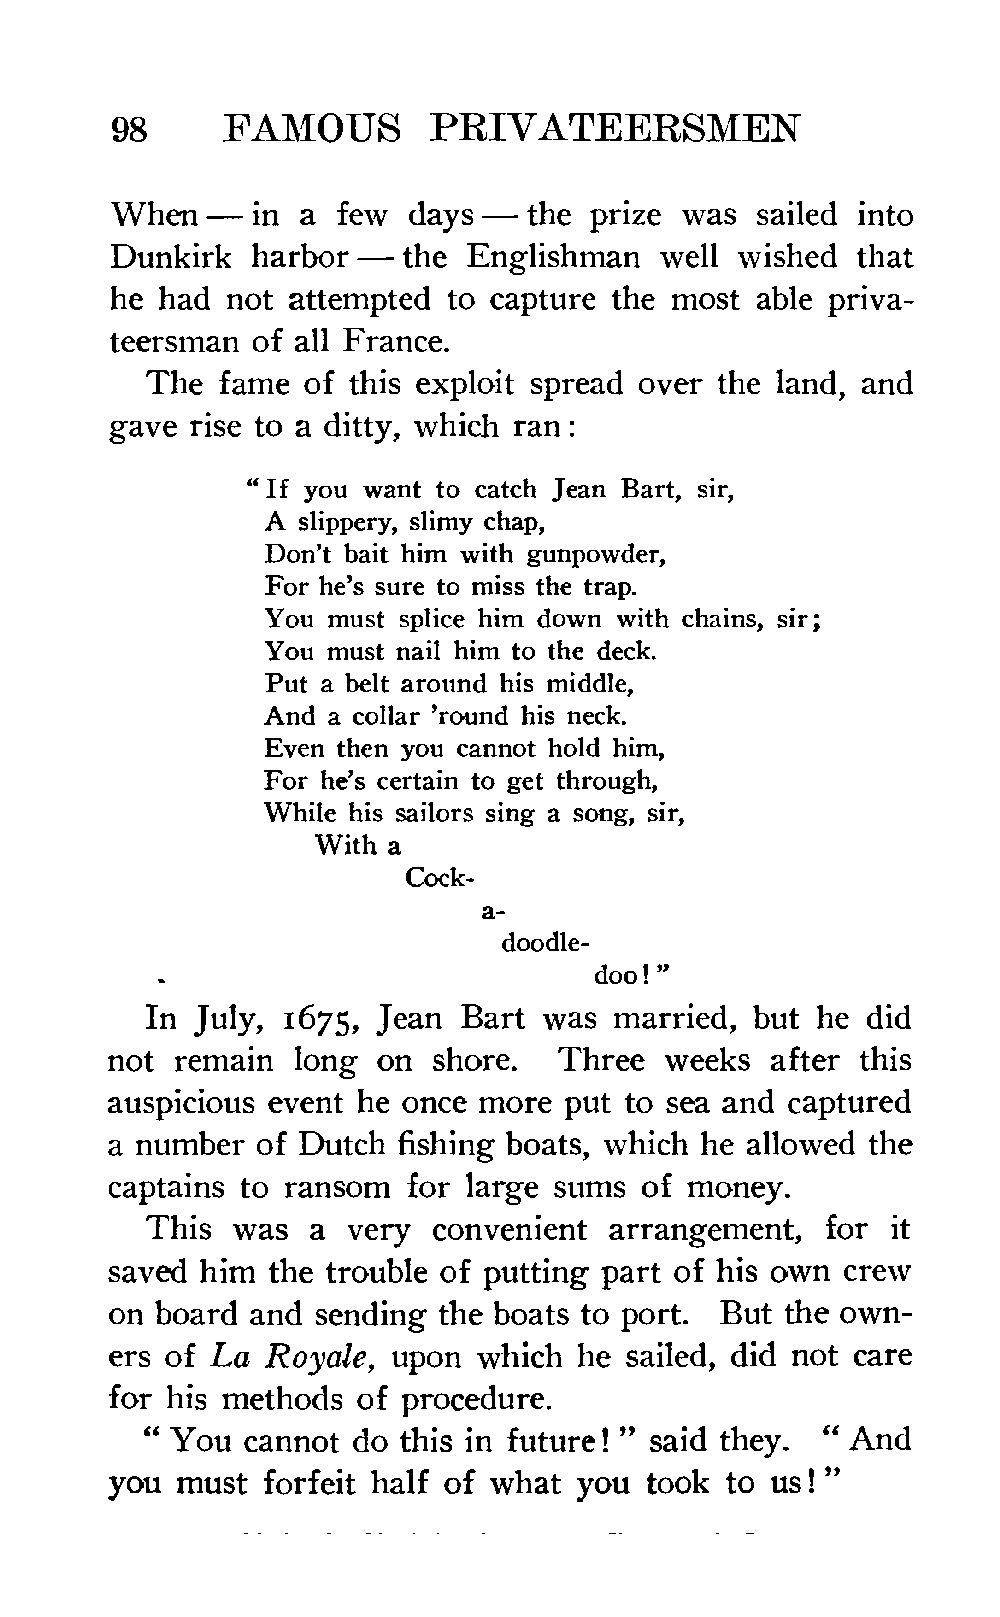 98 FAMOUS PRIVATEERSMEN
When — in a few days — the prize was sailed into
Dunkirk harbor — the Englishman well wished that
he had not attempted to capture the most able priva-
teersman of all France.
The fame of this exploit spread over the land, and
gave rise to a ditty, which ran :
“ If you want to catch Jean Bart, sir,
A slippery, slimy chap,
Don't bait him with gunpowder,
For he's sure to miss the trap.
You must splice him down with chains, sir ;
You must nail him to the deck.
Put a belt around his middle,
And a collar 'round his neck.
Even then you cannot hold him,
For he's certain to get through,
While his sailors sing a song, sir,
With a
Cock-
a-
doodle-
doo ! ”
In July, 1675, Jean Bart was married, but he did
not remain long on shore. Three weeks after this
auspicious event he once more put to sea and captured
a number of Dutch fishing boats, which he allowed the
captains to ransom for large sums of money.
This was a very convenient arrangement, for it
saved him the trouble of putting part of his own crew
on board and sending the boats to port. But the own-
ers of La Royale, upon which he sailed, did not care
for his methods of procedure.
“ You cannot do this in future ! ” said they. “ And
you must forfeit half of what you took to us ! ”